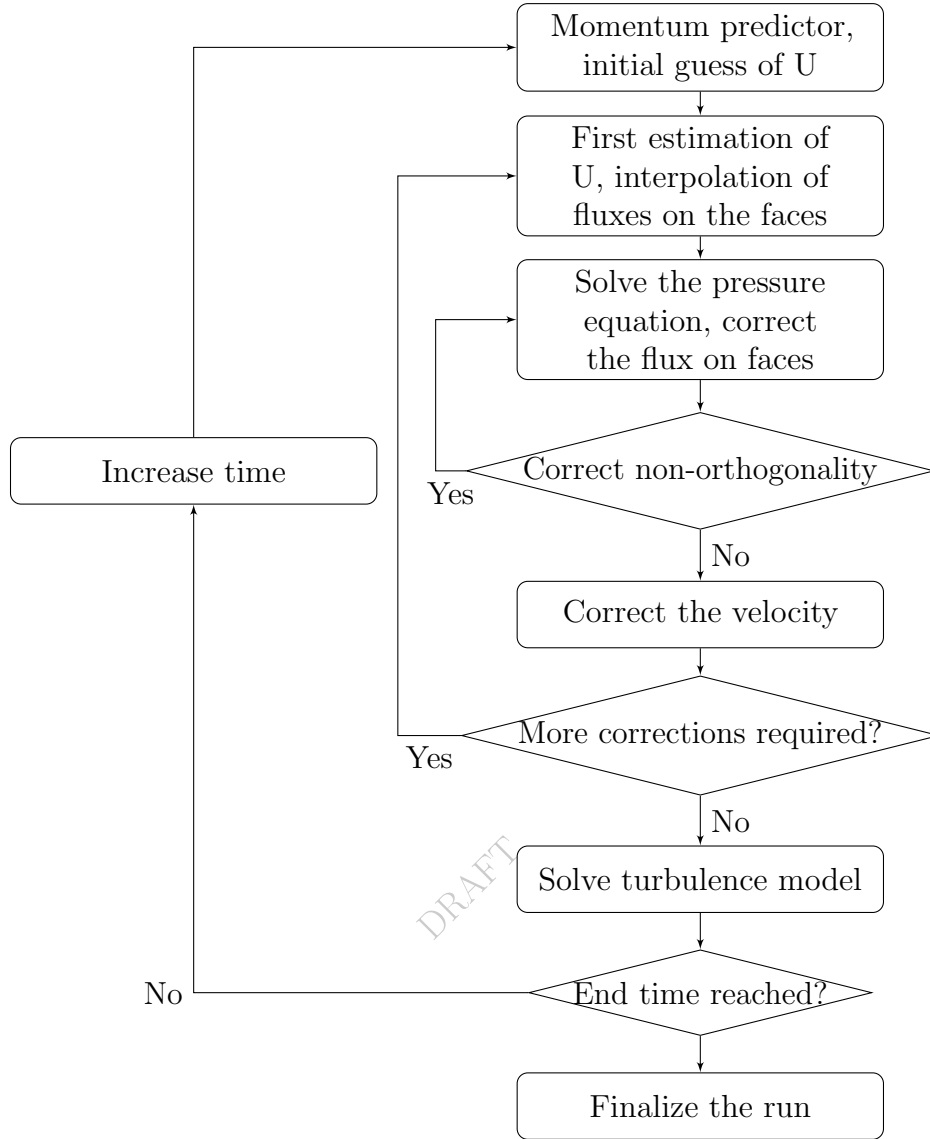 Momentum predictor,
initial guess of U
First estimation of
U, interpolation of
fluxes on the faces
Solve the pressure
equation, correct
the flux on faces
Increase time
Correct non-orthogonality
Yes
No
Correct the velocity
More corrections required?
Yes
No
DRAFT
Solve turbulence model
No
End time reached?
Finalize the run